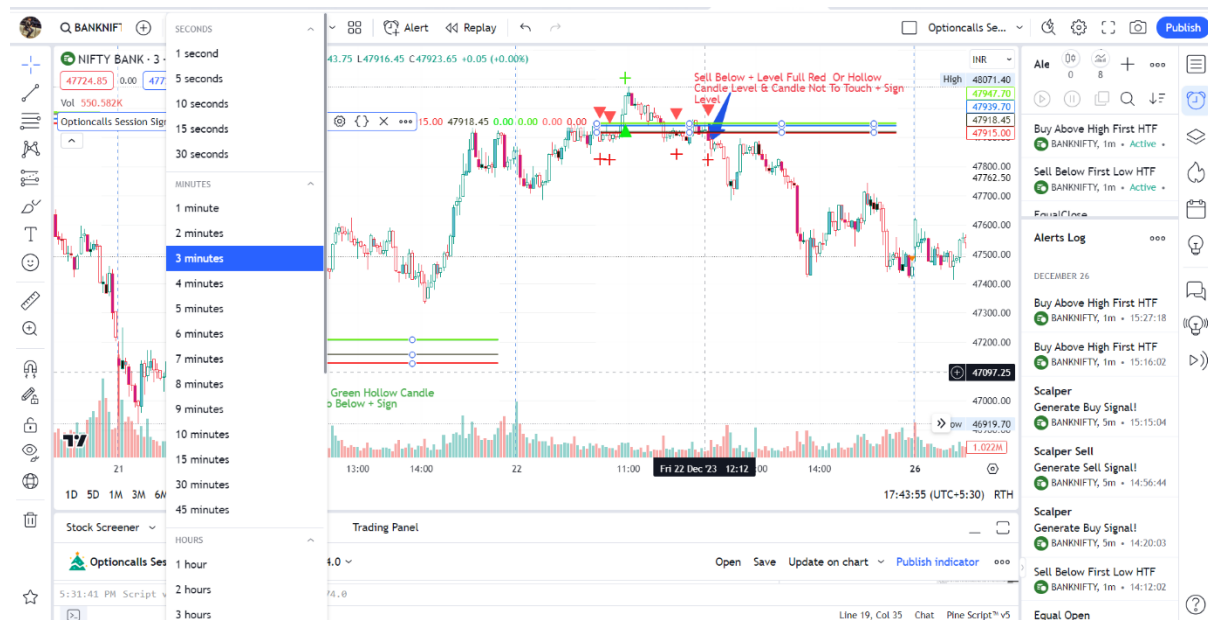 BANKNIFT
Alert
Replay
Optioncalls Se...
Publish
SECONDS
1 second
5 seconds
10 seconds
15 seconds
30 seconds
MINUTES
1 minute
2 minutes
3 minutes
4 minutes
5 minutes
6 minutes
7 minutes
8 minutes
9 minutes
10 minutes
15 minutes
30 minutes
45 minutes
HOURS
1 hour
2 hours
3 hours
NIFTY BANK · 3 ·
43.75 L47916.45 C47923.65 +0.05 (+0.00%)
47724.85 0.00
Vol 550.582K
Optioncalls Session Sign
15.00 47918.45 0.00 0.00 0.00 0.00
Sell Below + Level Full Red Or Hollow
Candle Level & Candle Not To Touch + Sign
Level
Green Hollow Candle
Below + Sign
INR
High 48071.40
47947.70
47939.70
47918.45
47915.00
47800.00
47762.50
47700.00
47600.00
47500.00
47400.00
47300.00
47200.00
47097.25
47000.00
46919.70
1.022M
21
13:00
14:00
22
11:00
Fri 22 Dec '23 12:12
:00
14:00
26
1D 5D 1M 3M 6M
17:43:55 (UTC+5:30) RTH
Stock Screener
Trading Panel
Optioncalls Ses
4.0
Open Save Update on chart Publish indicator
5:31:41 PM Script
74.0
Line 19, Col 35 Chat Pine Script™ v5
Ale
0
8
Buy Above High First HTF
BANKNIFTY, 1m • Active •
Sell Below First Low HTF
BANKNIFTY, 1m • Active •
EqualClose
Alerts Log
DECEMBER 26
Buy Above High First HTF
BANKNIFTY, 1m • 15:27:18
Buy Above High First HTF
BANKNIFTY, 1m • 15:16:02
Scalper
Generate Buy Signal!
BANKNIFTY, 5m • 15:15:04
Scalper Sell
Generate Sell Signal!
BANKNIFTY, 5m • 14:56:44
Scalper
Generate Buy Signal!
BANKNIFTY, 5m • 14:20:03
Sell Below First Low HTF
BANKNIFTY, 1m • 14:12:02
Equal Open